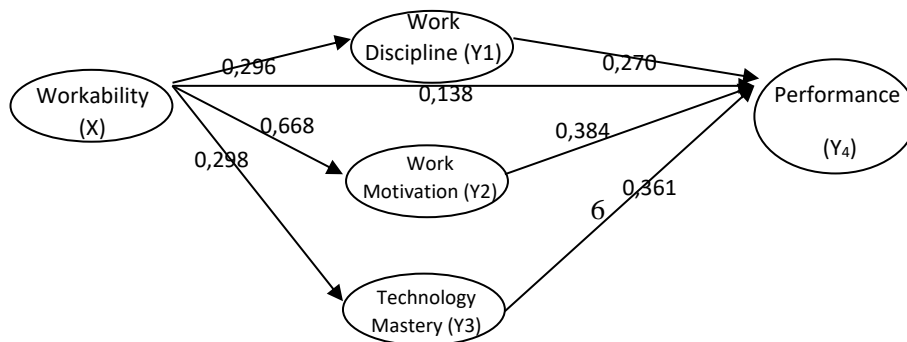 Work
Discipline (Y1)
0,296
0,270
Workability
(X)
0,138
Performance
(Y₄)
0,668
0,384
0,298
Work
Motivation (Y2)
0,361
6
Technology
Mastery (Y3)